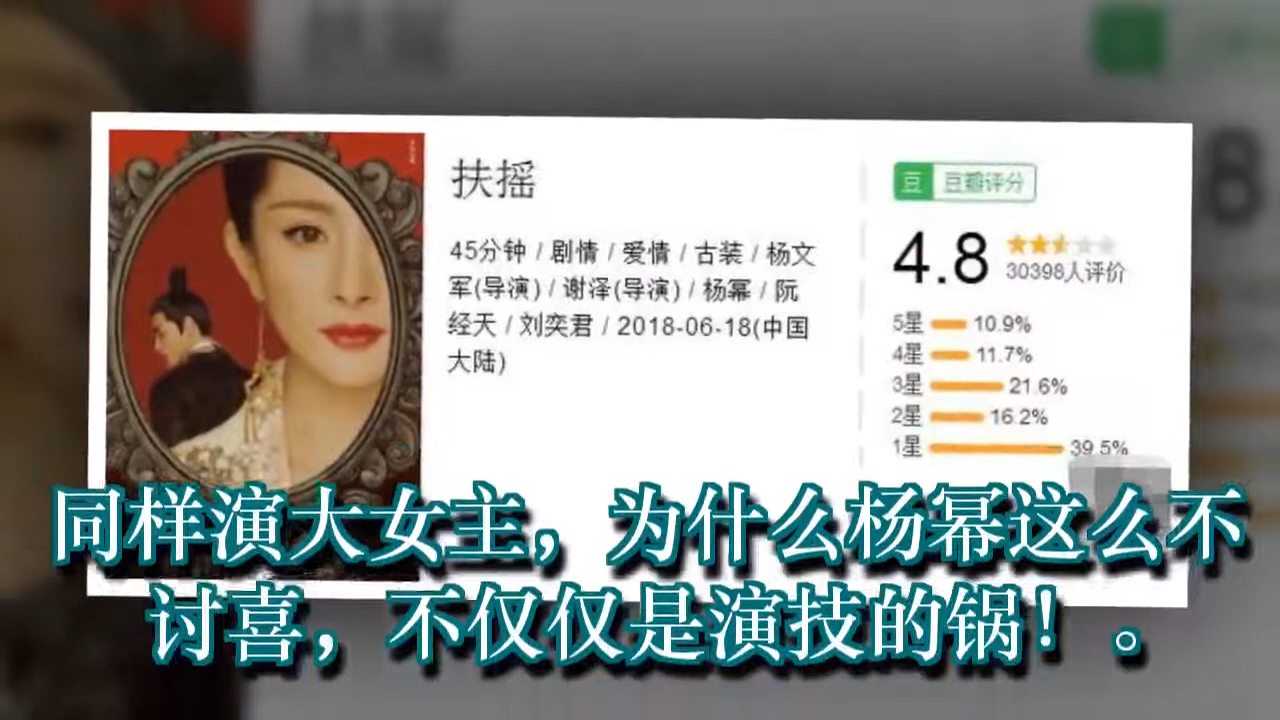 扶摇
45分钟 / 剧情 / 爱情 / 古装 / 杨文
军(导演) / 谢泽(导演) / 杨幂 / 阮
经天 / 刘奕君 / 2018-06-18(中国
大陆)
豆 豆瓣评分
4.8
30398人评价
5星 10.9%
4星 11.7%
3星 21.6%
2星 16.2%
1星 39.5%
同样演大女主，为什么杨幂这么不
讨喜，不仅仅是演技的锅！。